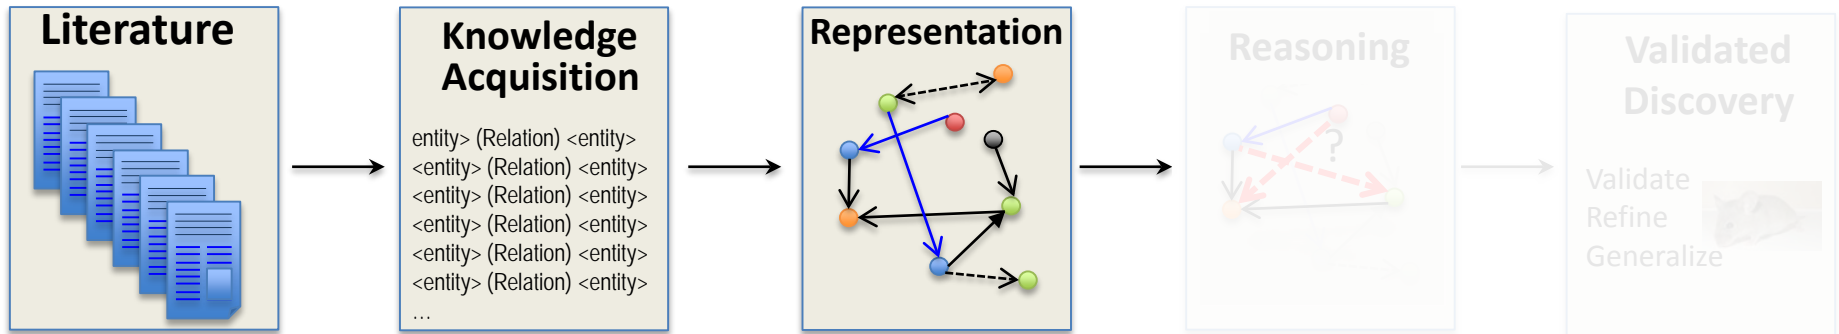 Literature
Knowledge
Acquisition
entity> (Relation) <entity>
<entity> (Relation) <entity>
<entity> (Relation) <entity>
<entity> (Relation) <entity>
<entity> (Relation) <entity>
<entity> (Relation) <entity>
...
Representation
Reasoning
?
Validated
Discovery
Validate
Refine
Generalize